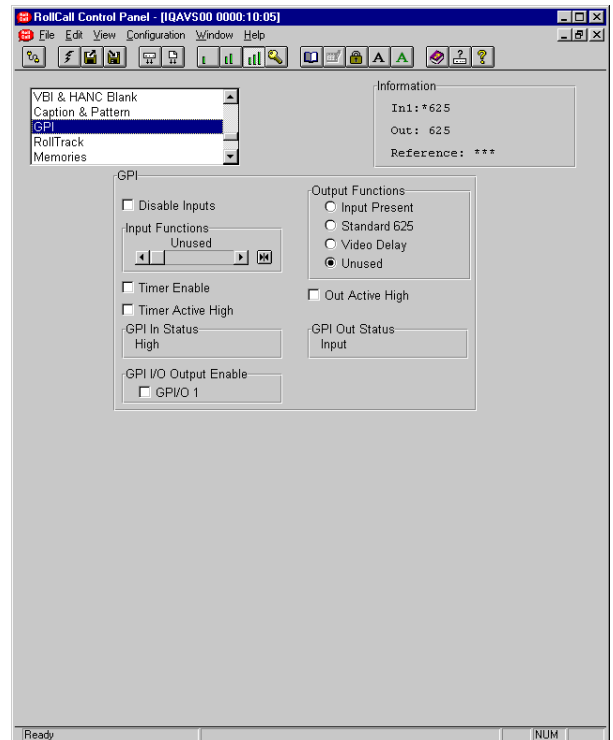 RollCall Control Panel - [IQAVS00 0000:10:05]
File Edit View Configuration Window Help
A A
VBI & HANC Blank
Caption & Pattern
GPI
RollTrack
Memories
Information
In1:*625
Out: 625
Reference: ***
GPI
Disable Inputs
Input Functions
Unused
Timer Enable
Timer Active High
GPI In Status
High
GPI I/O Output Enable
GPI/O 1
Output Functions
Input Present
Standard 625
Video Delay
Unused
Out Active High
GPI Out Status
Input
Ready
NUM